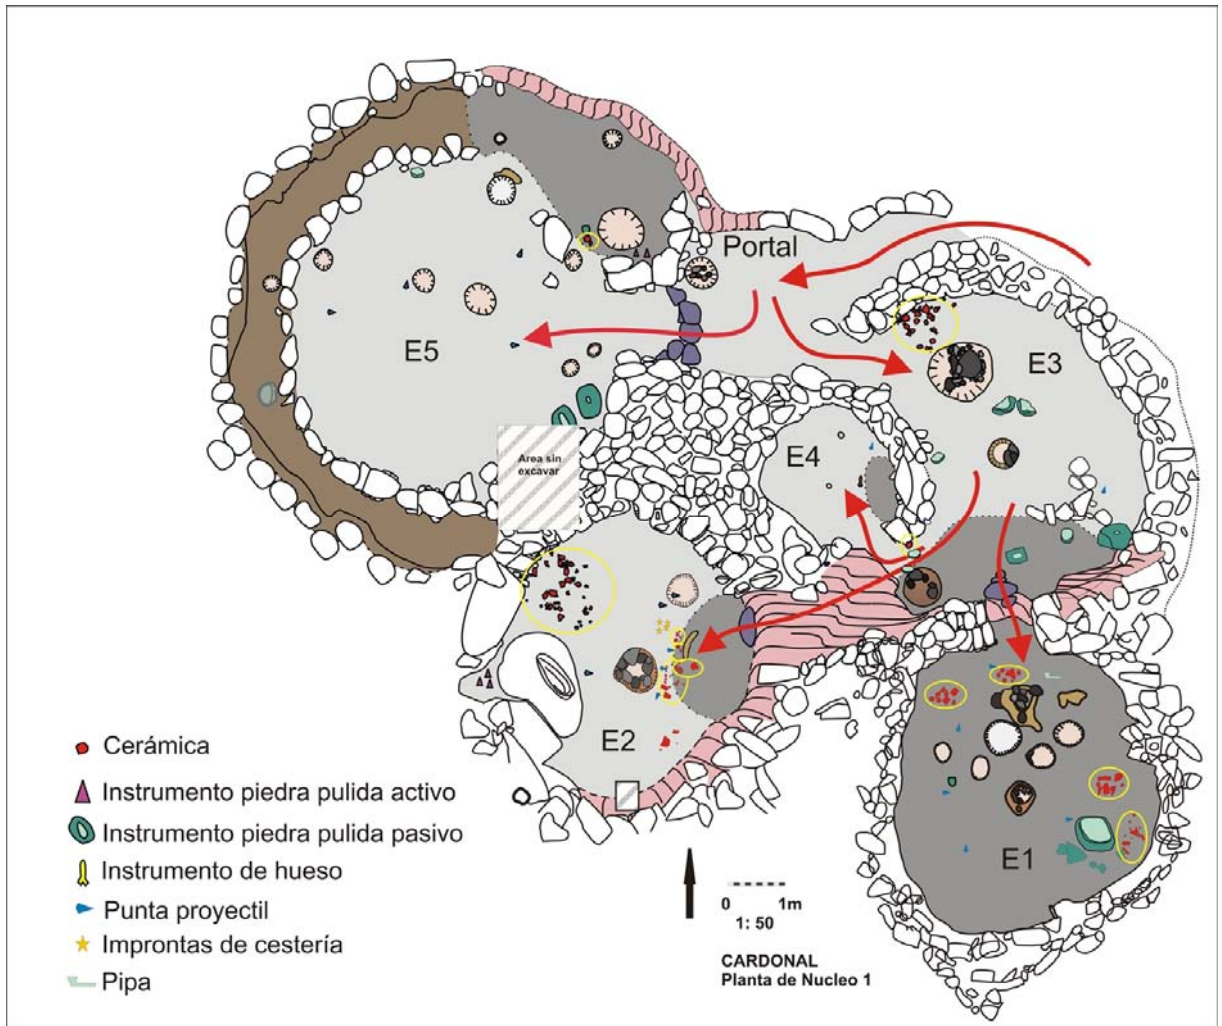 Portal
E3
E5
E4
Area sin
excavar
E2
E1
Cerámica
Instrumento piedra pulida activo
Instrumento piedra pulida pasivo
Instrumento de hueso
Punta proyectil
Improntas de cestería
Pipa
0 1m
1: 50
CARDONAL
Planta de Nucleo 1